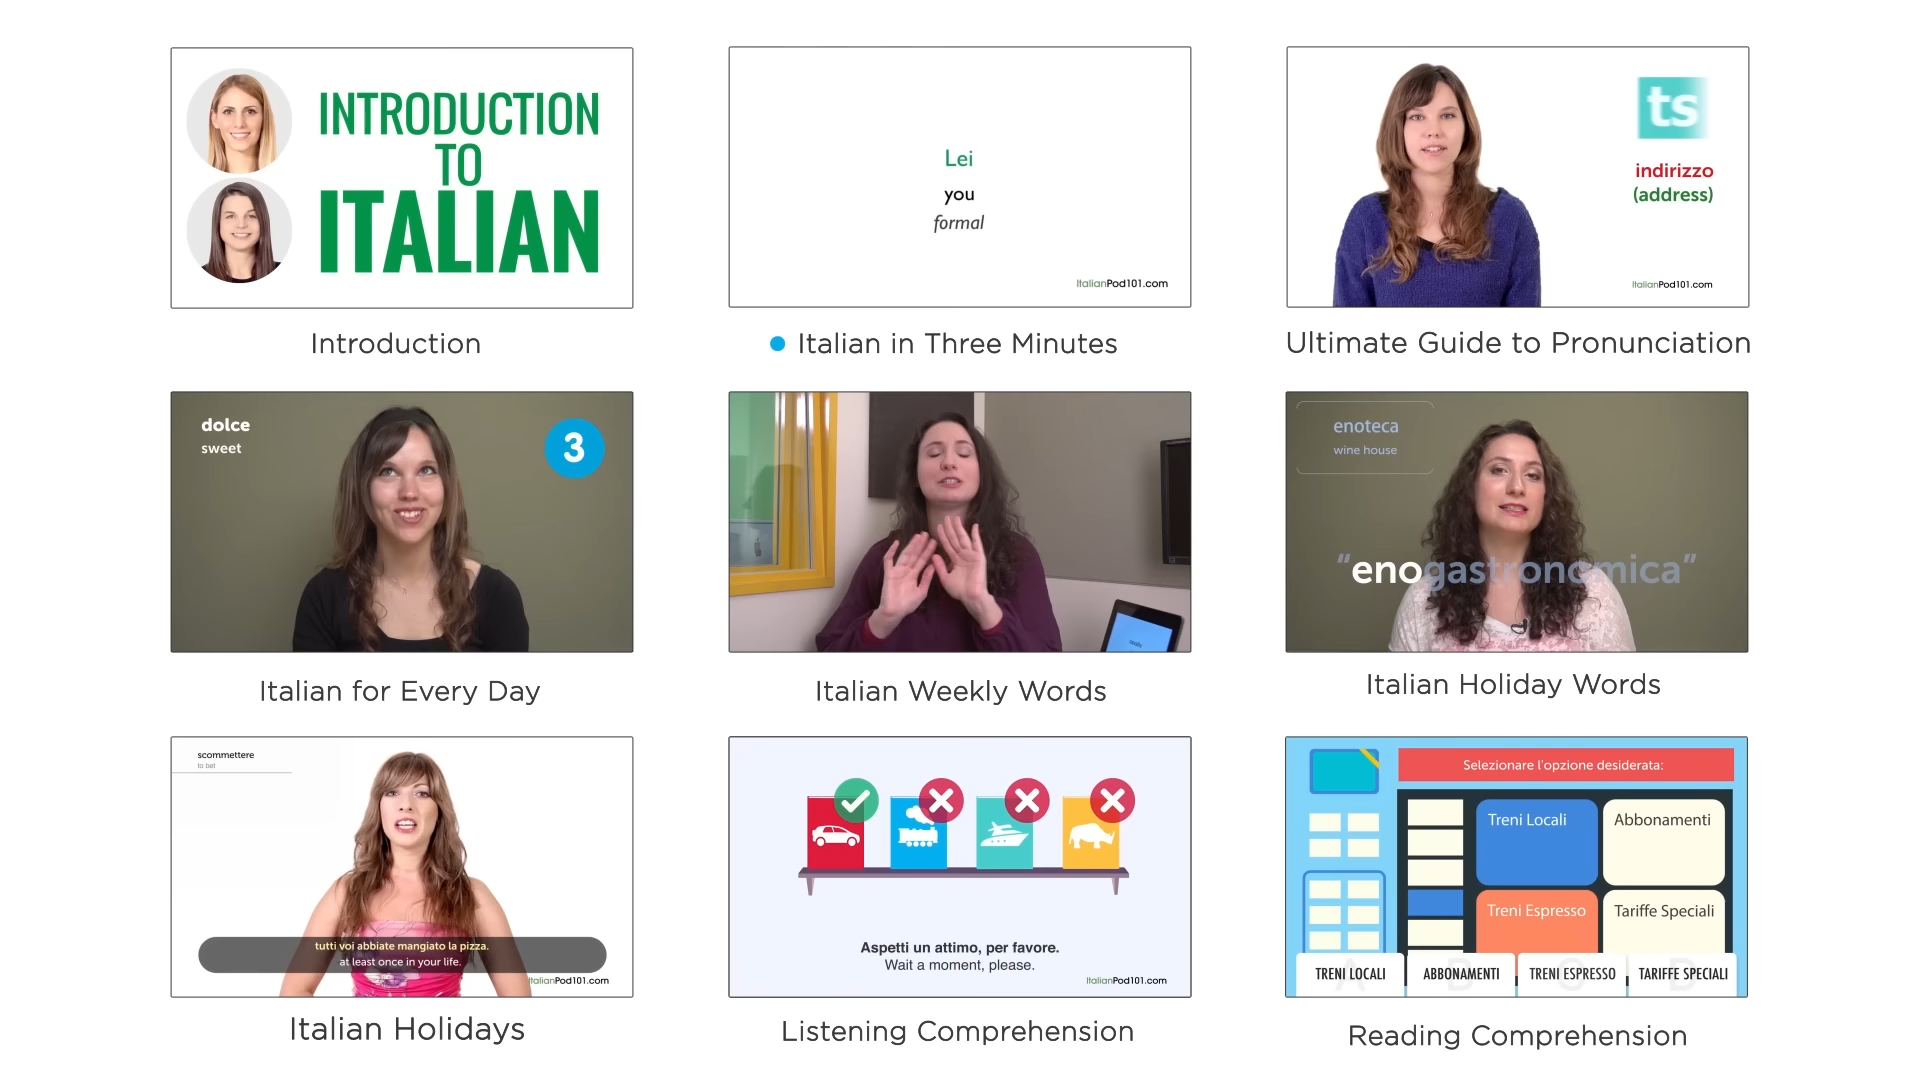 INTRODUCTION
TO
ITALIAN
Introduction
Lei
you
formal
ItalianPod101.com
Italian in Three Minutes
ts
indirizzo
(address)
ItalianPod101.com
Ultimate Guide to Pronunciation
dolce
sweet
3
Italian for Every Day
Italian Weekly Words
enoteca
wine house
"enogastronomica"
Italian Holiday Words
scommettere
to bet
tutti voi abbiate mangiato la pizza.
at least once in your life.
ItalianPod101.com
Italian Holidays
Aspetti un attimo, per favore.
Wait a moment, please.
ItalianPod101.com
Listening Comprehension
Selezionare l'opzione desiderata:
Treni Locali
Abbonamenti
Treni Espresso
Tariffe Speciali
TRENI LOCALI
ABBONAMENTI
TRENI ESPRESSO
TARIFFE SPECIALI
Reading Comprehension